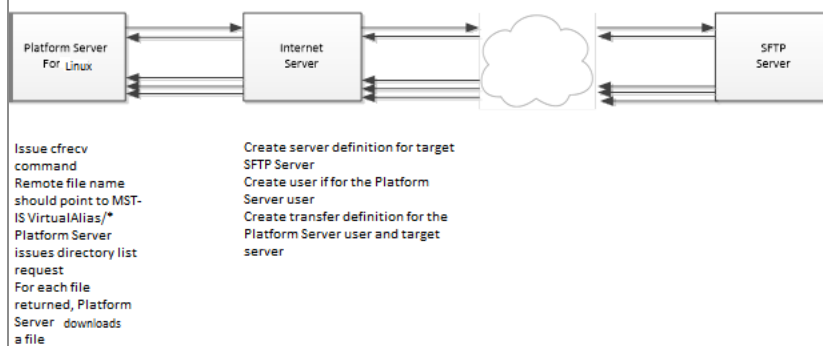 Platform Server
For Linux
Internet
Server
SFTP
Server
Issue cfrecv
command
Remote file name
should point to MST-
IS VirtualAlias/*
Platform Server
issues directory list
request
For each file
returned, Platform
Server downloads
a file
Create server definition for target
SFTP Server
Create user if for the Platform
Server user
Create transfer definition for the
Platform Server user and target
server